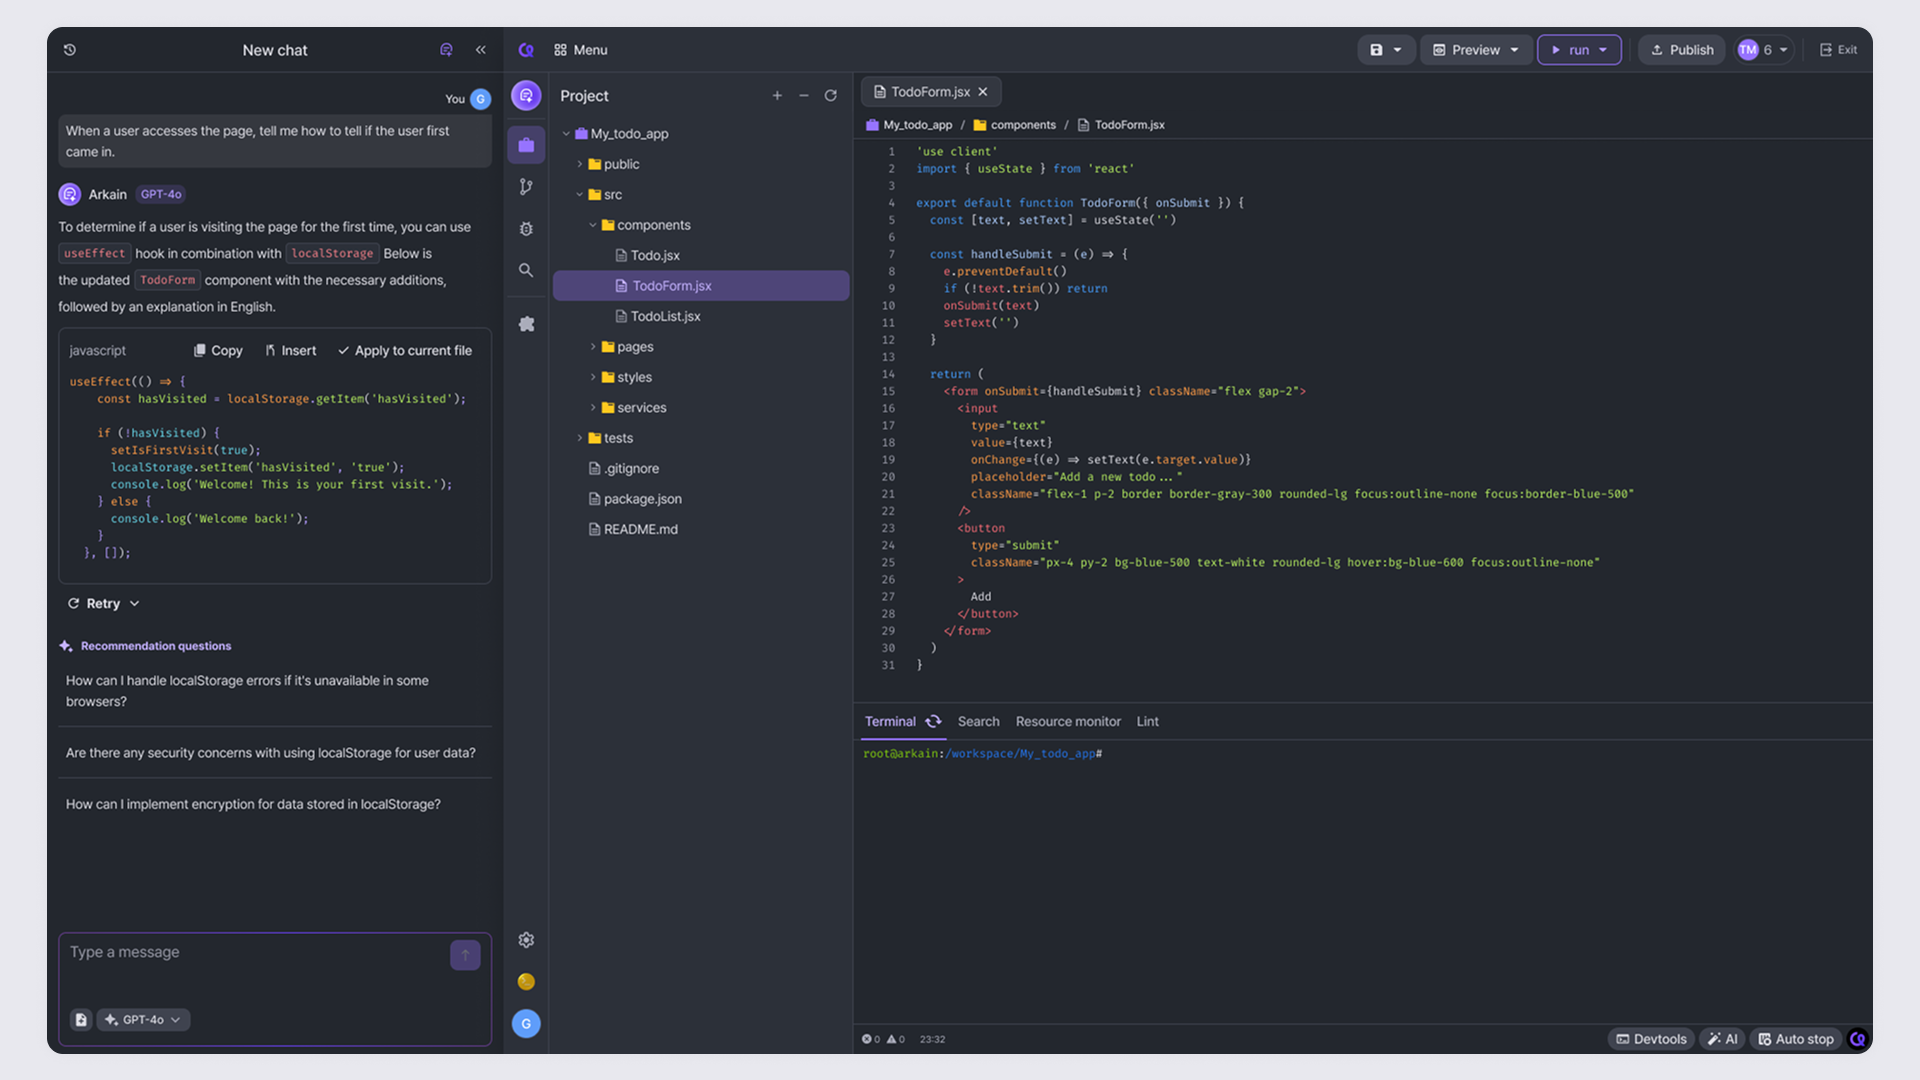 New chat
You G
When a user accesses the page, tell me how to tell if the user first
came in.
Arkain GPT-4o
To determine if a user is visiting the page for the first time, you can use
useEffect hook in combination with localStorage Below is
the updated TodoForm component with the necessary additions,
followed by an explanation in English.
javascript Copy Insert Apply to current file
useEffect(() => {
const hasVisited = localStorage.getItem('hasVisited');
if (!hasVisited) {
setIsFirstVisit(true);
localStorage.setItem('hasVisited', 'true');
console.log('Welcome! This is your first visit.');
} else {
console.log('Welcome back!');
}
}, []);
Retry
Recommendation questions
How can I handle localStorage errors if it's unavailable in some
browsers?
Are there any security concerns with using localStorage for user data?
How can I implement encryption for data stored in localStorage?
Type a message
GPT-4o
Menu
Preview
run
Publish
TM 6
Exit
G
Project
My_todo_app
public
src
components
Todo.jsx
TodoForm.jsx
TodoList.jsx
pages
styles
services
tests
.gitignore
package.json
README.md
TodoForm.jsx
My_todo_app / components / TodoForm.jsx
1 'use client'
2 import { useState } from 'react'
3
4 export default function TodoForm({ onSubmit }) {
5 const [text, setText] = useState('')
6
7 const handleSubmit = (e) => {
8 e.preventDefault()
9 if (!text.trim()) return
10 onSubmit(text)
11 setText('')
12 }
13
14 return (
15 <form onSubmit={handleSubmit} className="flex gap-2">
16 <input
17 type="text"
18 value={text}
19 onChange={(e) => setText(e.target.value)}
20 placeholder="Add a new todo..."
21 className="flex-1 p-2 border border-gray-300 rounded-lg focus:outline-none focus:border-blue-500"
22 />
23 <button
24 type="submit"
25 className="px-4 py-2 bg-blue-500 text-white rounded-lg hover:bg-blue-600 focus:outline-none"
26 >
27 Add
28 </button>
29 </form>
30 )
31 }
Terminal Search Resource monitor Lint
root@arkain:/workspace/My_todo_app#
0 0 23:32
Devtools AI Auto stop